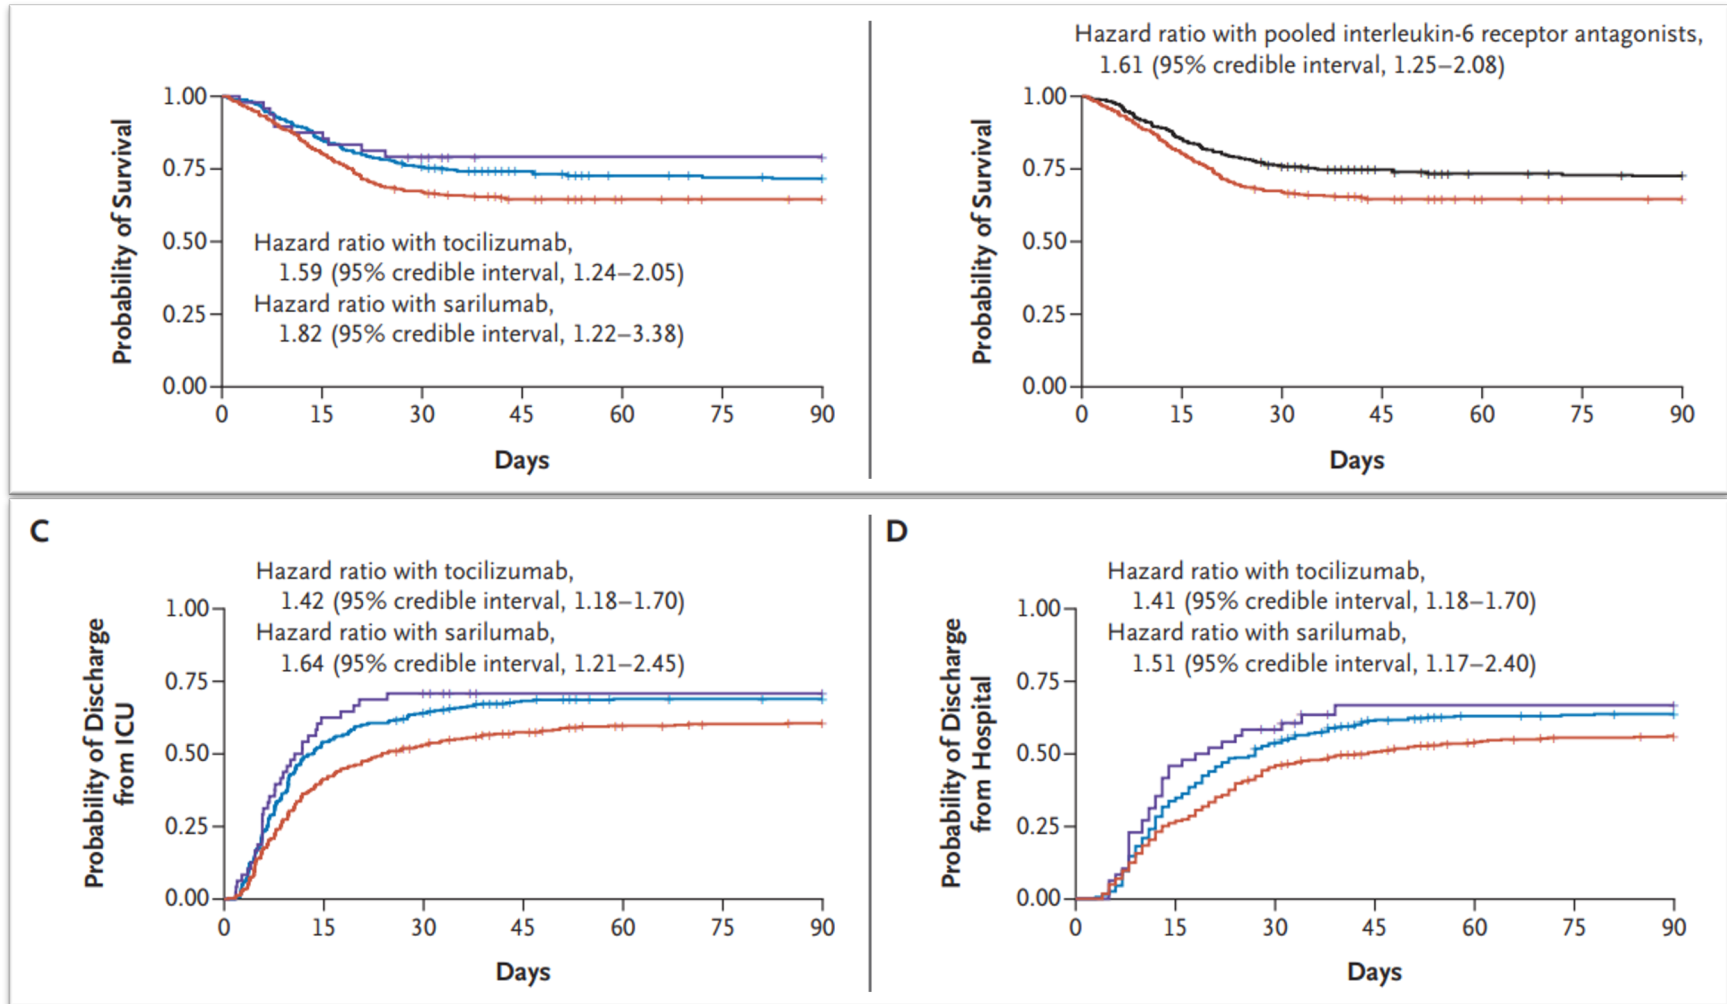 1.00
0.75
0.50
0.25
0.00
Probability of Survival
Hazard ratio with tocilizumab,
1.59 (95% credible interval, 1.24–2.05)
Hazard ratio with sarilumab,
1.82 (95% credible interval, 1.22–3.38)
0 15 30 45 60 75 90
Days
Hazard ratio with pooled interleukin-6 receptor antagonists,
1.61 (95% credible interval, 1.25–2.08)
1.00
0.75
0.50
0.25
0.00
Probability of Survival
0 15 30 45 60 75 90
Days
C
Hazard ratio with tocilizumab,
1.42 (95% credible interval, 1.18–1.70)
Hazard ratio with sarilumab,
1.64 (95% credible interval, 1.21–2.45)
1.00
0.75
0.50
0.25
0.00
Probability of Discharge
from ICU
0 15 30 45 60 75 90
Days
D
Hazard ratio with tocilizumab,
1.41 (95% credible interval, 1.18–1.70)
Hazard ratio with sarilumab,
1.51 (95% credible interval, 1.17–2.40)
1.00
0.75
0.50
0.25
0.00
Probability of Discharge
from Hospital
0 15 30 45 60 75 90
Days